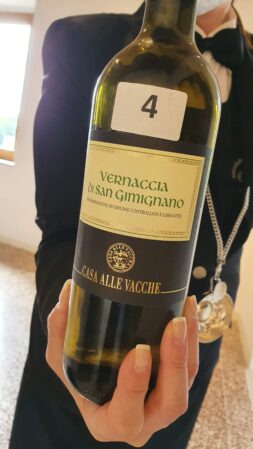 4
VERNACCIA
DI SAN GIMIGNANO
DENOMINAZIONE DI ORIGINE CONTROLLATA E GARANTITA
CASA ALLE VACCHE